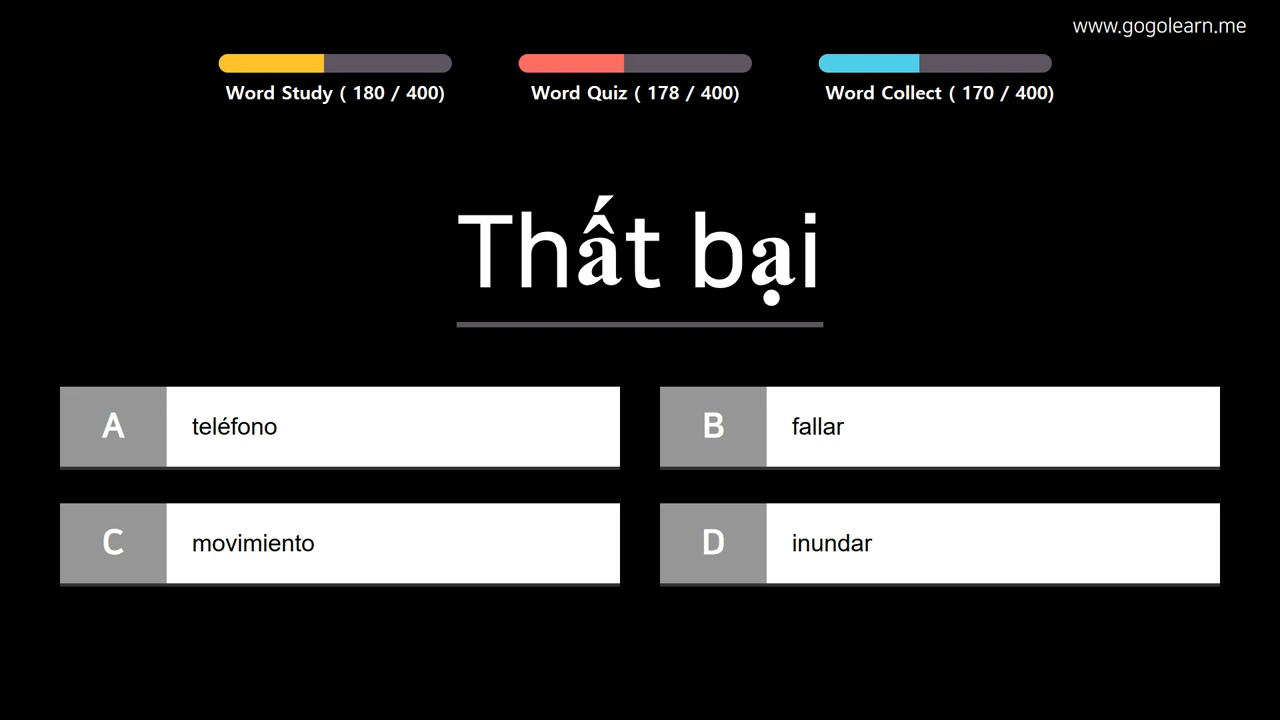 www.gogolearn.me
Word Study ( 180 / 400)
Word Quiz ( 178 / 400)
Word Collect ( 170 / 400)
Thất bại
A teléfono
B fallar
C movimiento
D inundar